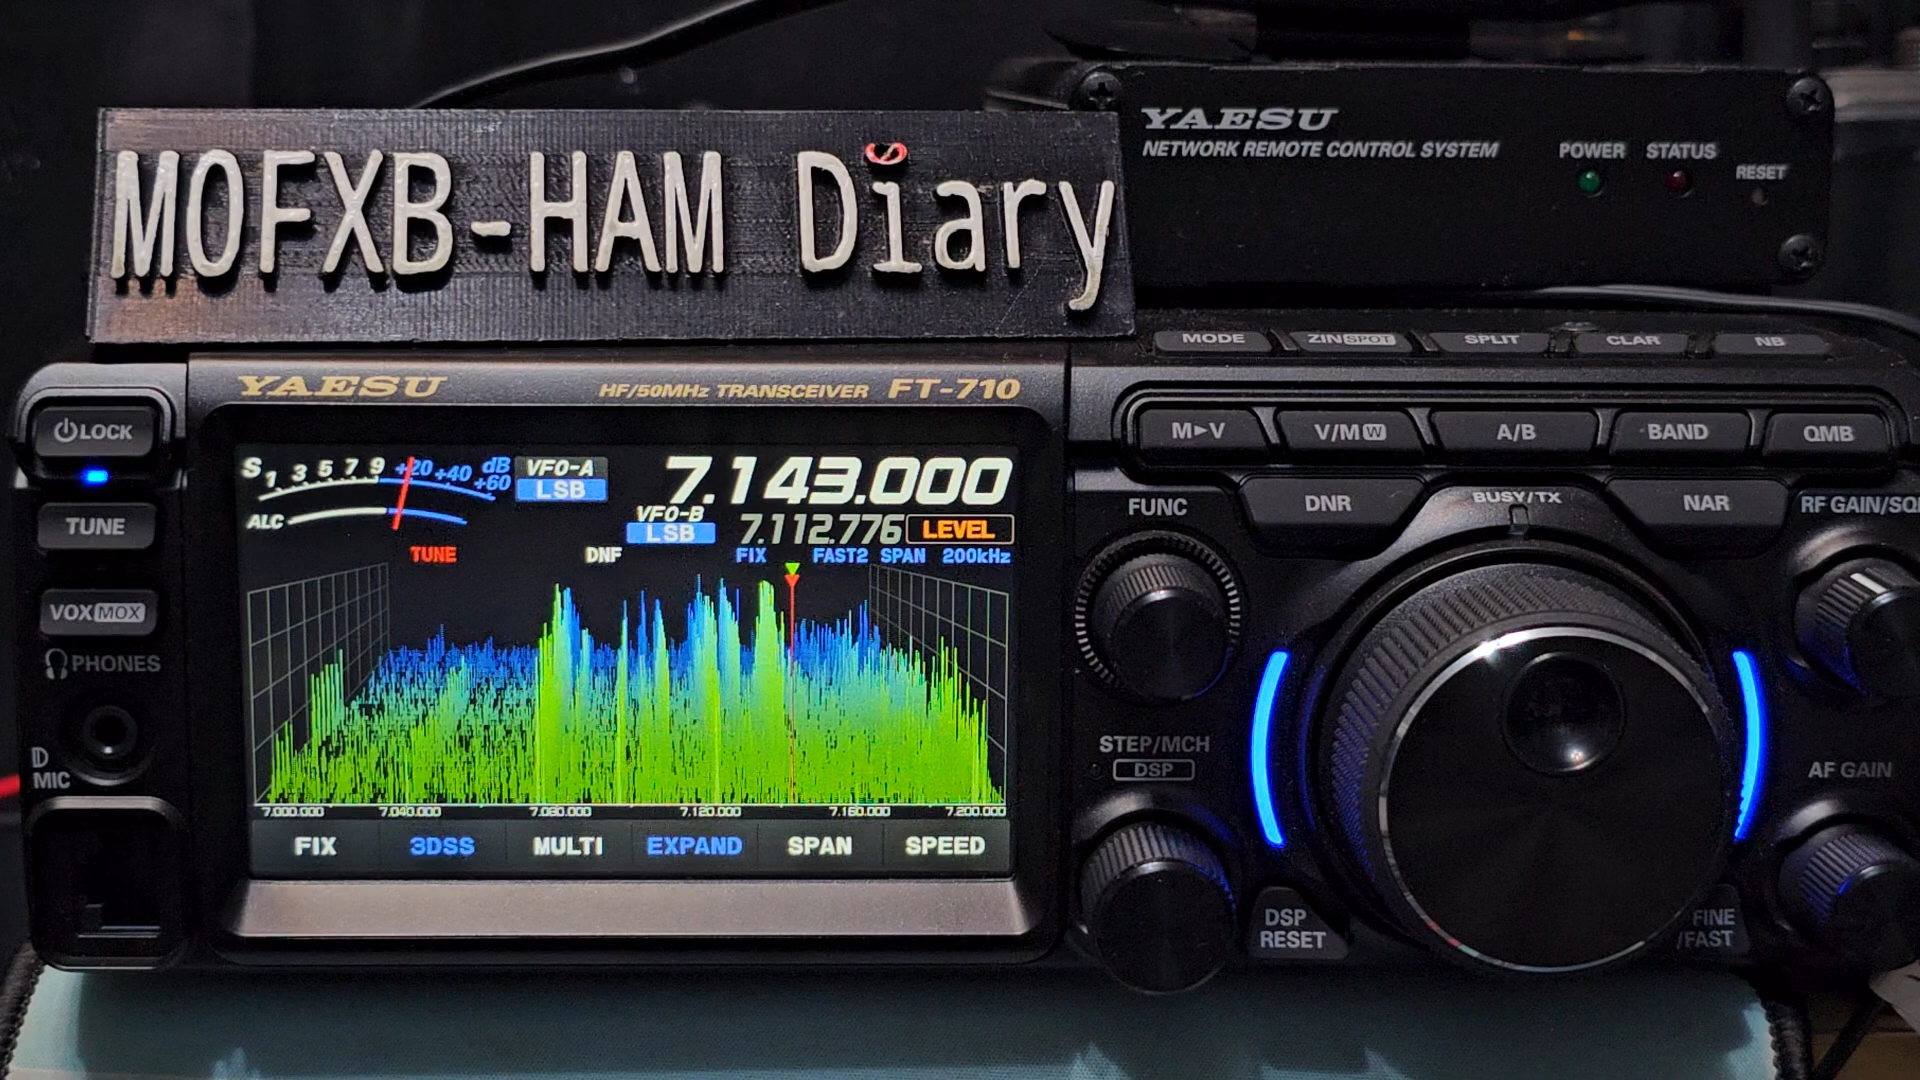 M0FXB-HAM Diary
YAESU
NETWORK REMOTE CONTROL SYSTEM
POWER STATUS RESET
MODE ZIN SPOT SPLIT CLAR NB
YAESU HF/50MHz TRANSCEIVER FT-710
LOCK
M►V V/M W A/B BAND QMB
S 1 3 5 7 9 +20 +40 +60 dB
VFO-A
LSB
7.143.000
ALC
VFO-B
LSB
7.112.776 LEVEL
TUNE DNF FIX FAST2 SPAN 200kHz
FUNC DNR BUSY/TX NAR RF GAIN/SQL
TUNE
VOX MOX
PHONES
MIC
STEP/MCH
DSP
AF GAIN
7.000.000 7.040.000 7.080.000 7.120.000 7.160.000 7.200.000
FIX 3DSS MULTI EXPAND SPAN SPEED
DSP
RESET
FINE
/FAST